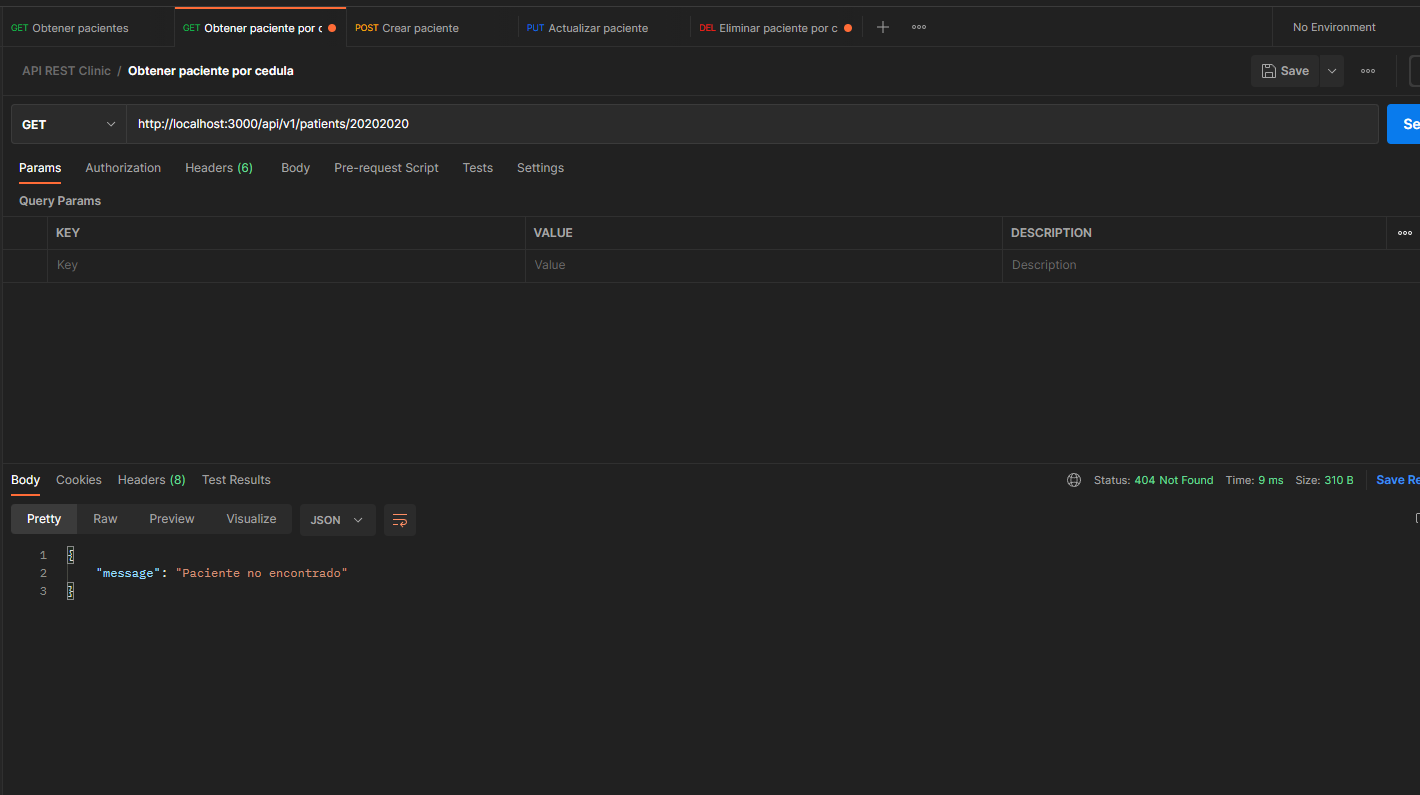 GET Obtener pacientes
GET Obtener paciente por c
POST Crear paciente
PUT Actualizar paciente
DEL Eliminar paciente por c
No Environment
API REST Clinic / Obtener paciente por cedula
Save
GET
http://localhost:3000/api/v1/patients/20202020
Se
Params Authorization Headers (6) Body Pre-request Script Tests Settings
Query Params
KEY VALUE DESCRIPTION
Key Value Description
Body Cookies Headers (8) Test Results
Status: 404 Not Found Time: 9 ms Size: 310 B Save Re
Pretty Raw Preview Visualize JSON
1 {
2 "message": "Paciente no encontrado"
3 }